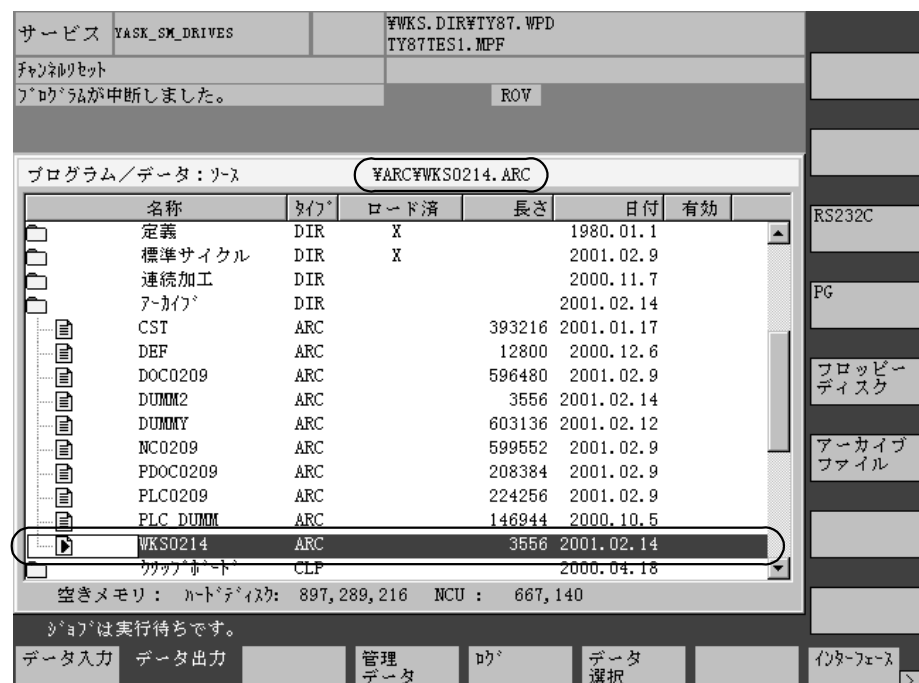 サービス YASK_SM_DRIVES ¥WKS.DIR¥TY87.WPD
TY87TES1.MPF
ﾁｬﾝﾈﾙﾘｾｯﾄ
ﾌﾟﾛｸﾞﾗﾑが中断しました。 ROV
プログラム／データ：ｿｰｽ ¥ARC¥WKS0214.ARC
名称 ﾀｲﾌﾟ ロード済 長さ 日付 有効
定義 DIR X 1980.01.1
標準サイクル DIR X 2001.02.9
連続加工 DIR 2000.11.7
ｱｰｶｲﾌﾞ DIR 2001.02.14
CST ARC 393216 2001.01.17
DEF ARC 12800 2000.12.6
DOC0209 ARC 596480 2001.02.9
DUMM2 ARC 3556 2001.02.14
DUMMY ARC 603136 2001.02.12
NC0209 ARC 599552 2001.02.9
PDOC0209 ARC 208384 2001.02.9
PLC0209 ARC 224256 2001.02.9
PLC_DUMM ARC 146944 2000.10.5
WKS0214 ARC 3556 2001.02.14
ｸﾘｯﾌﾟﾎﾞｰﾄﾞ CLP 2000.04.18
空きメモリ： ﾊｰﾄﾞﾃﾞｨｽｸ: 897,289,216 NCU : 667,140
ｼﾞｮﾌﾞは実行待ちです。
RS232C
PG
フロッピー
ディスク
アーカイブ
ファイル
データ入力 データ出力 管理
データ ﾛｸﾞ データ
選択 ｲﾝﾀｰﾌｪｰｽ
>